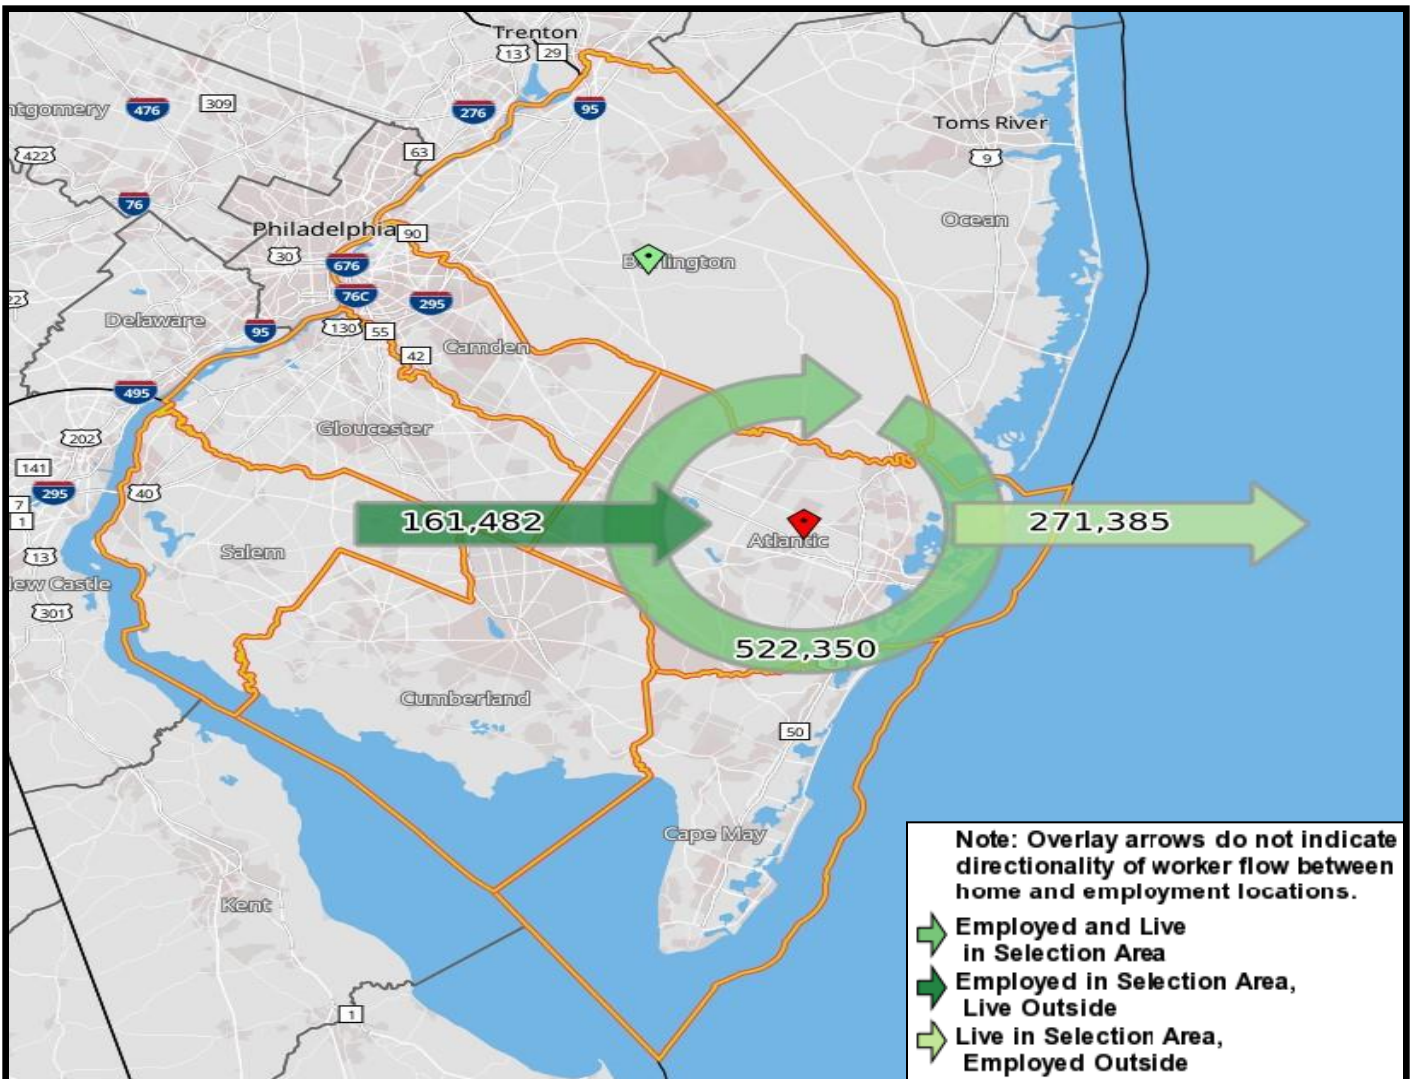 Trenton
13
29
ntgomery
476
309
276
95
Toms River
422
63
9
76
Ocean
Philadelphia
90
30
676
Burlington
76C
295
Delaware
95
130
55
Camden
42
495
Gloucester
202
141
295
40
7
1
161,482
271,385
13
Salem
Atlantic
New Castle
301
522,350
Cumberland
50
Cape May
Kent
1
Note: Overlay arrows do not indicate
directionality of worker flow between
home and employment locations.
Employed and Live
in Selection Area
Employed in Selection Area,
Live Outside
Live in Selection Area,
Employed Outside